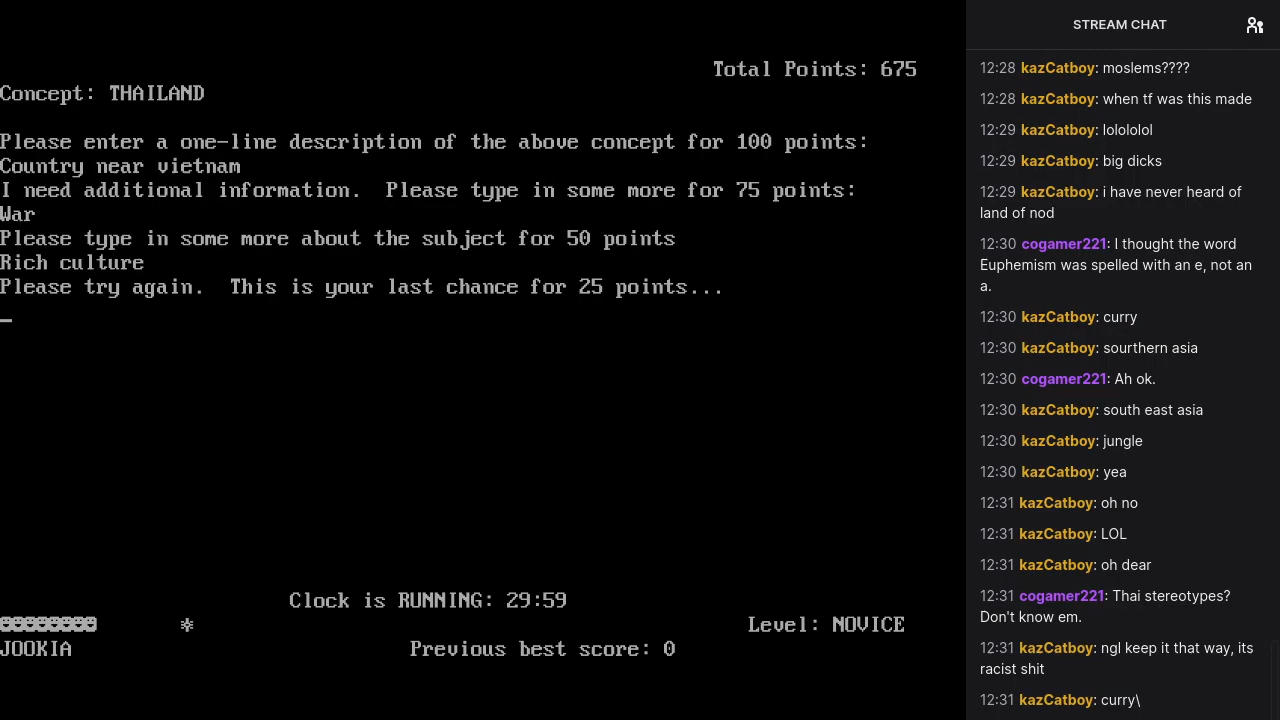 Total Points: 675
Concept: THAILAND
Please enter a one-line description of the above concept for 100 points:
Country near vietnam
I need additional information.  Please type in some more for 75 points:
War
Please type in some more about the subject for 50 points
Rich culture
Please try again.  This is your last chance for 25 points...
_
Clock is RUNNING: 29:59
* Level: NOVICE
JOOKIA Previous best score: 0
STREAM CHAT
12:28 kazCatboy: moslems????
12:28 kazCatboy: when tf was this made
12:29 kazCatboy: lolololol
12:29 kazCatboy: big dicks
12:29 kazCatboy: i have never heard of
land of nod
12:30 cogamer221: I thought the word
Euphemism was spelled with an e, not an
a.
12:30 kazCatboy: curry
12:30 kazCatboy: sourthern asia
12:30 cogamer221: Ah ok.
12:30 kazCatboy: south east asia
12:30 kazCatboy: jungle
12:30 kazCatboy: yea
12:31 kazCatboy: oh no
12:31 kazCatboy: LOL
12:31 kazCatboy: oh dear
12:31 cogamer221: Thai stereotypes?
Don't know em.
12:31 kazCatboy: ngl keep it that way, its
racist shit
12:31 kazCatboy: curry\